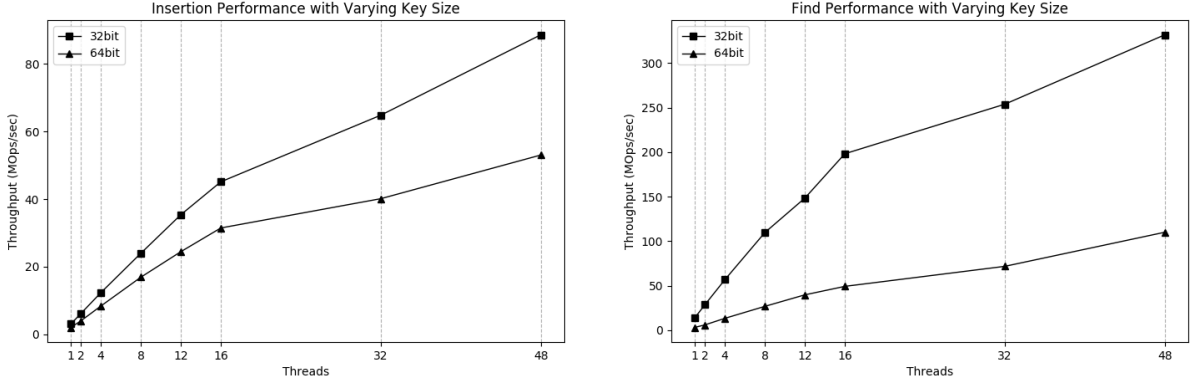 Insertion Performance with Varying Key Size
32bit
64bit
80
60
40
20
0
Throughput (MOps/sec)
1 2 4 8 12 16 32 48
Threads
Find Performance with Varying Key Size
32bit
64bit
300
250
200
150
100
50
0
Throughput (MOps/sec)
1 2 4 8 12 16 32 48
Threads